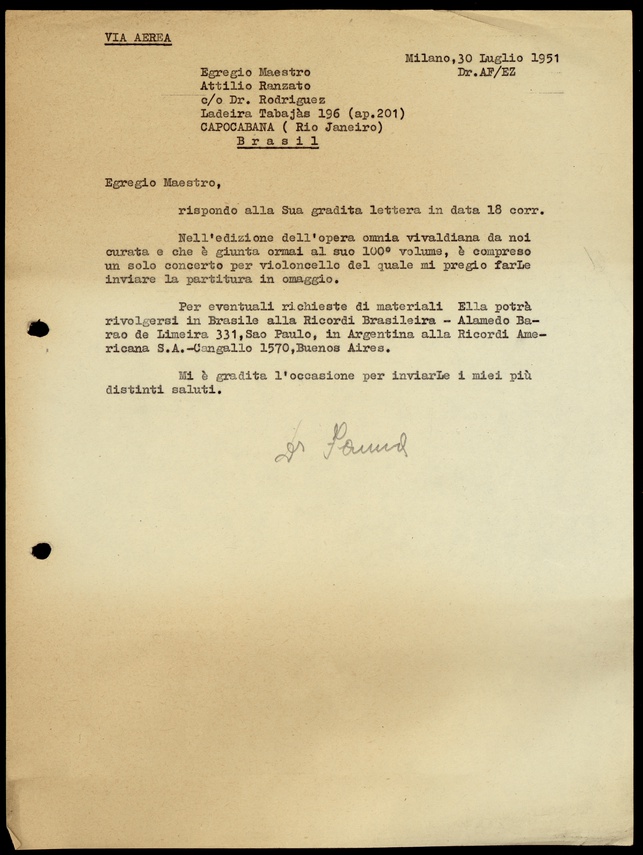 VIA AEREA
Milano,30 Luglio 1951
Dr.AF/EZ
Egregio Maestro
Attilio Ranzato
c/o Dr. Rodriguez
Ladeira Tabajàs 196 (ap.201)
CAPOCABANA ( Rio Janeiro)
B r a s i l
Egregio Maestro,
rispondo alla Sua gradita lettera in data 18 corr.
Nell'edizione dell'opera omnia vivaldiana da noi
curata e che è giunta ormai al suo 100° volume, è compreso
un solo concerto per violoncello del quale mi pregio farLe
inviare la partitura in omaggio.
Per eventuali richieste di materiali Ella potrà
rivolgersi in Brasile alla Ricordi Brasileira - Alamedo Ba-
rao de Limeira 331,Sao Paulo, in Argentina alla Ricordi Ame-
ricana S.A.-Cangallo 1570,Buenos Aires.
Mi è gradita l'occasione per inviarLe i miei più
distinti saluti.
Dr